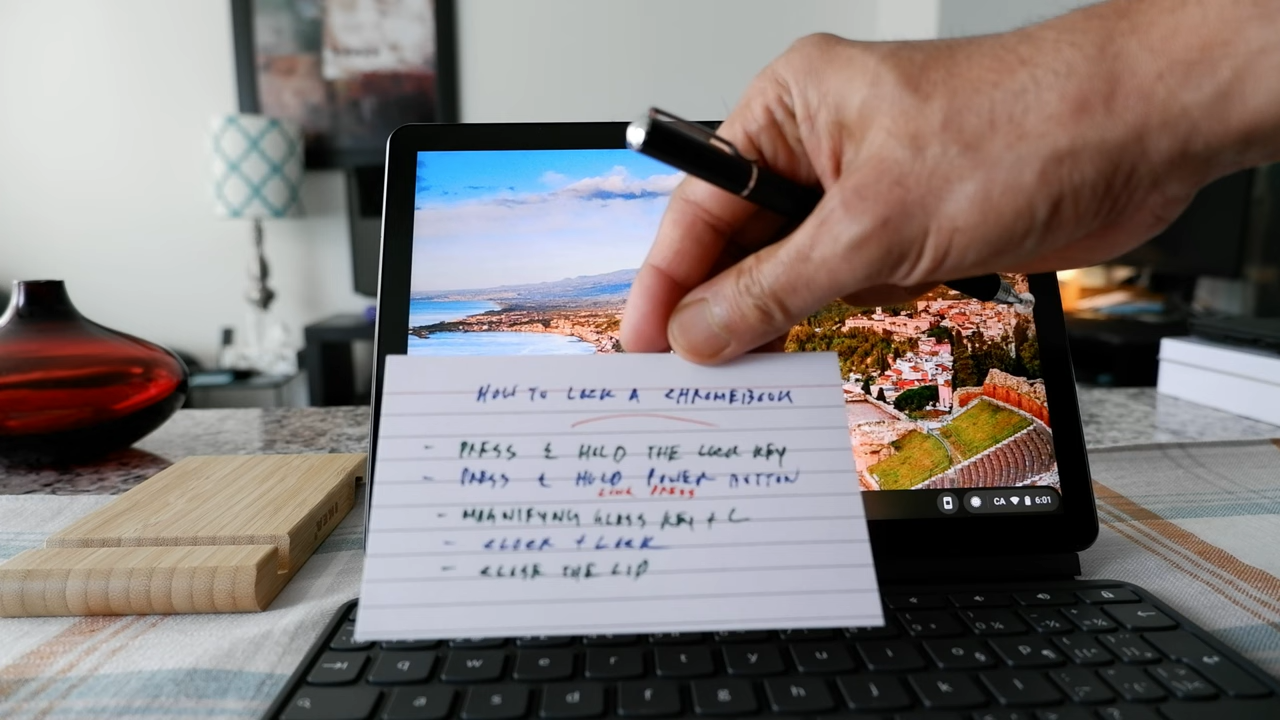 HOW TO LOCK A CHROMEBOOK
- PRESS & HOLD THE LOCK KEY
- PRESS & HOLD POWER BUTTON
LONG PRESS
- MAGNIFYNG GLASS KEY + L
- CLOCK + LOCK
- CLOSE THE LID
CA 6:01
q w e r t y u i o p
a s d f g h j k l